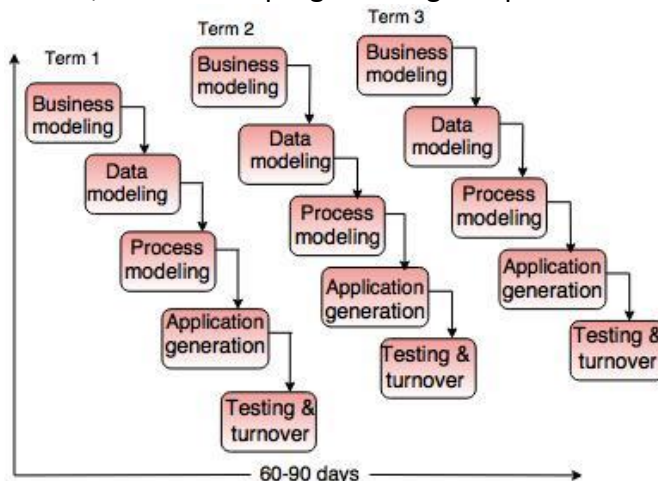 Term 1
Business
modeling
Data
modeling
Process
modeling
Application
generation
Testing &
turnover
Term 2
Business
modeling
Data
modeling
Process
modeling
Application
generation
Testing &
turnover
Term 3
Business
modeling
Data
modeling
Process
modeling
Application
generation
Testing &
turnover
60-90 days